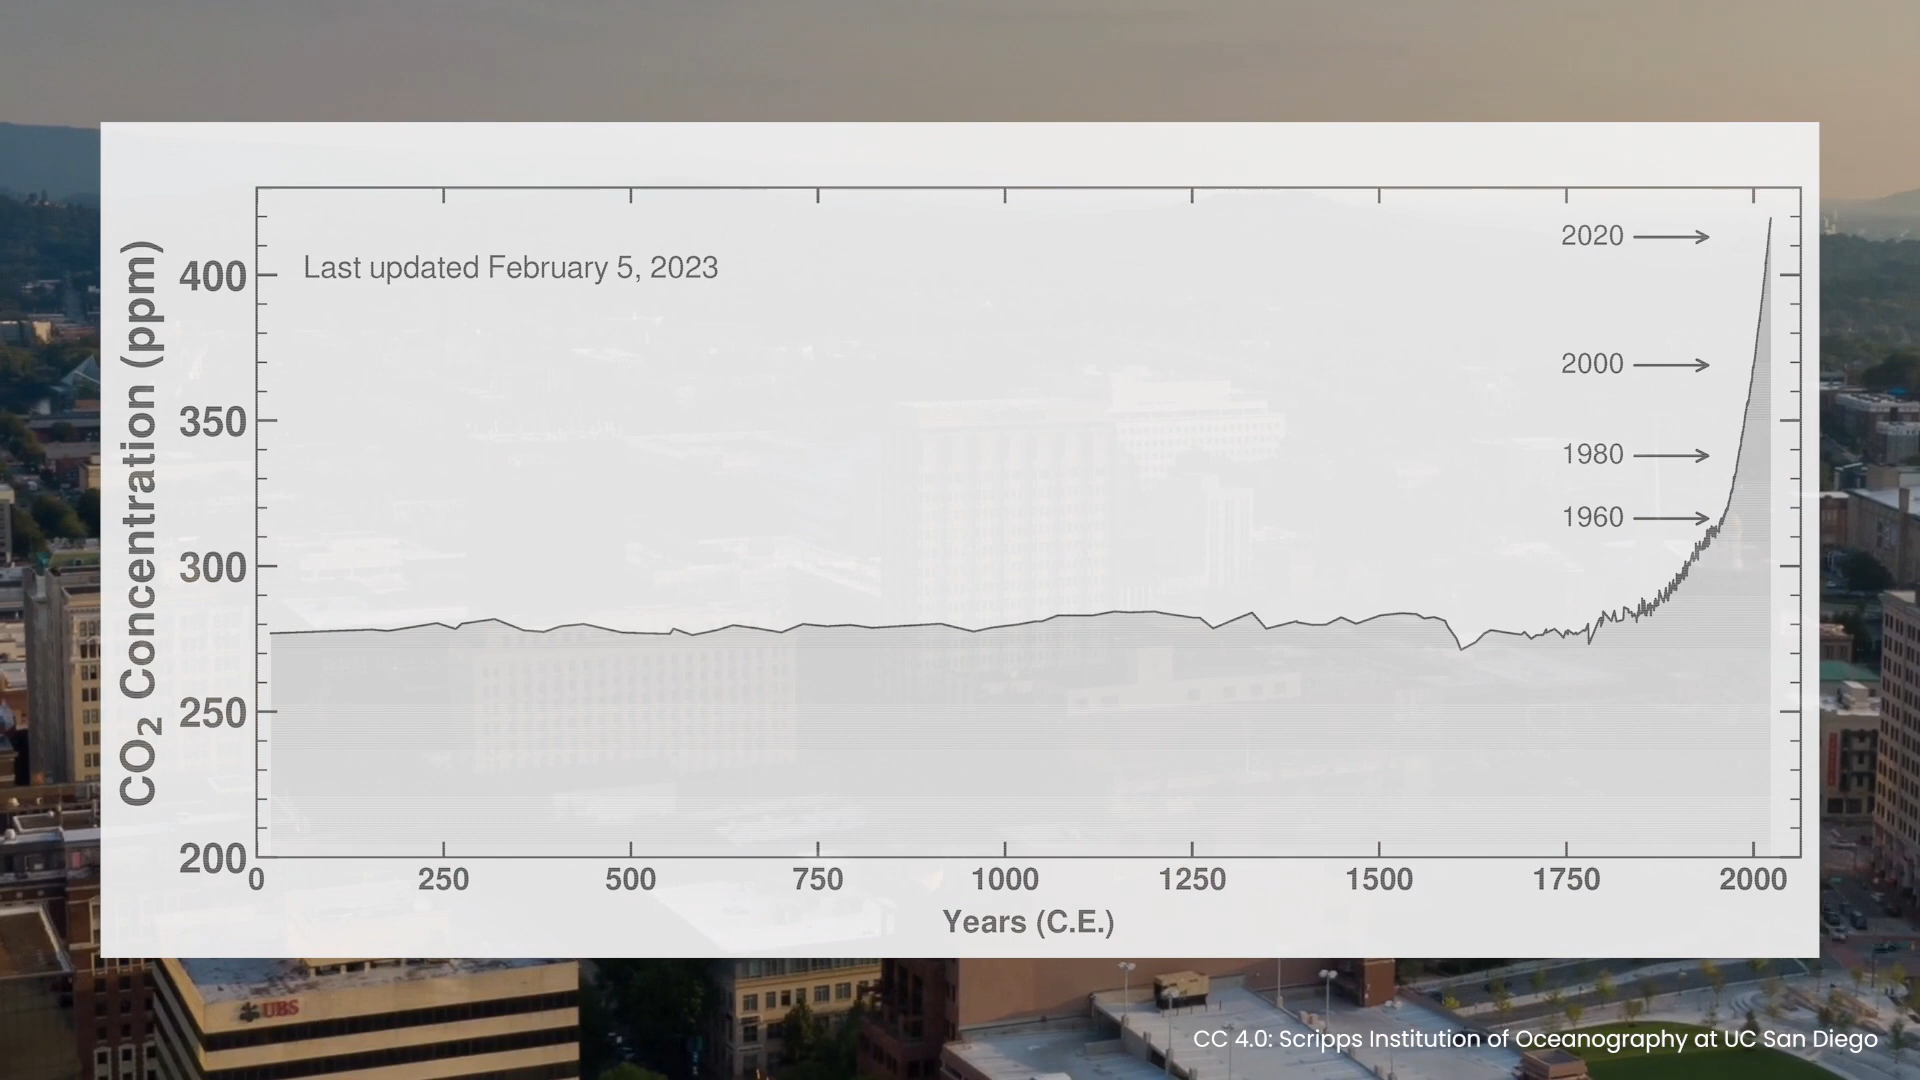 Last updated February 5, 2023
2020
2000
1980
1960
CO₂ Concentration (ppm)
400
350
300
250
200
0 250 500 750 1000 1250 1500 1750 2000
Years (C.E.)
UBS
CC 4.0: Scripps Institution of Oceanography at UC San Diego